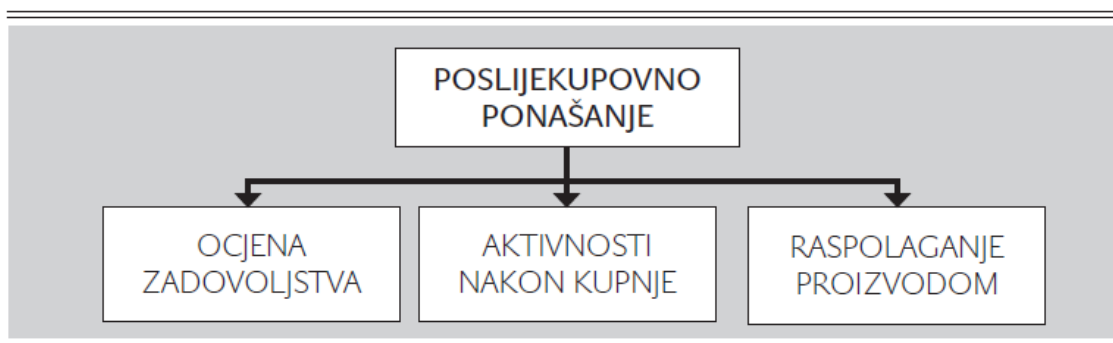 POSLIJEKUPOVNO
PONAŠANJE
OCJENA
ZADOVOLJSTVA
AKTIVNOSTI
NAKON KUPNJE
RASPOLAGANJE
PROIZVODOM